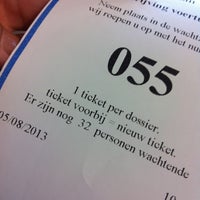 Neem plaats in de wacht
wij roepen u op met het nu
055
1 ticket per dossier.
ticket voorbij = nieuw ticket.
Er zijn nog 32 personen wachtende
05/08/2013
10